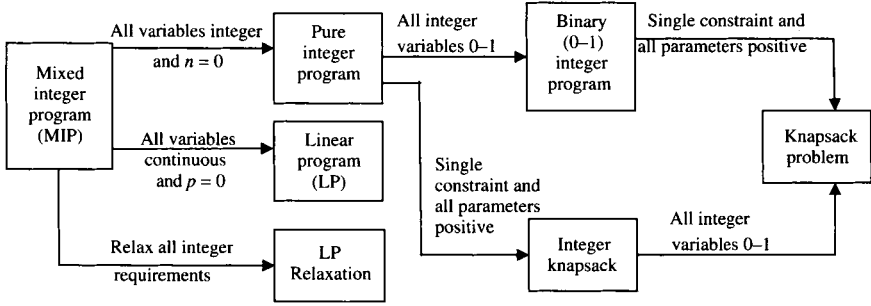 Mixed
integer
program
(MIP)
All variables integer
and n = 0
Pure
integer
program
All integer
variables 0–1
Binary
(0–1)
integer
program
Single constraint and
all parameters positive
Knapsack
problem
All variables
continuous
and p = 0
Linear
program
(LP)
Single
constraint and
all parameters
positive
Integer
knapsack
All integer
variables 0–1
Relax all integer
requirements
LP
Relaxation